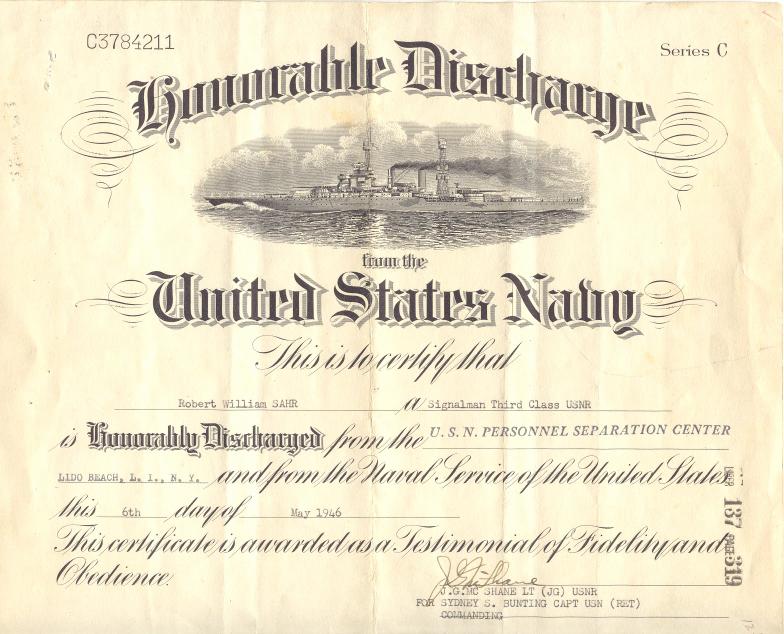 C3784211
Series C
Honorable Discharge
from the
United States Navy
This is to certify that
Robert William SAHR a Signalman Third Class USNR
is Honorably Discharged from the U.S.N. PERSONNEL SEPARATION CENTER
LIDO BEACH, L. I., N. Y. and from the Naval Service of the United States
this 6th day of May 1946
This certificate is awarded as a Testimonial of Fidelity and
Obedience.
J.G.MC SHANE LT (JG) USNR
FOR SYDNEY S. BUNTING CAPT USN (RET)
COMMANDING
137 PAGE 319